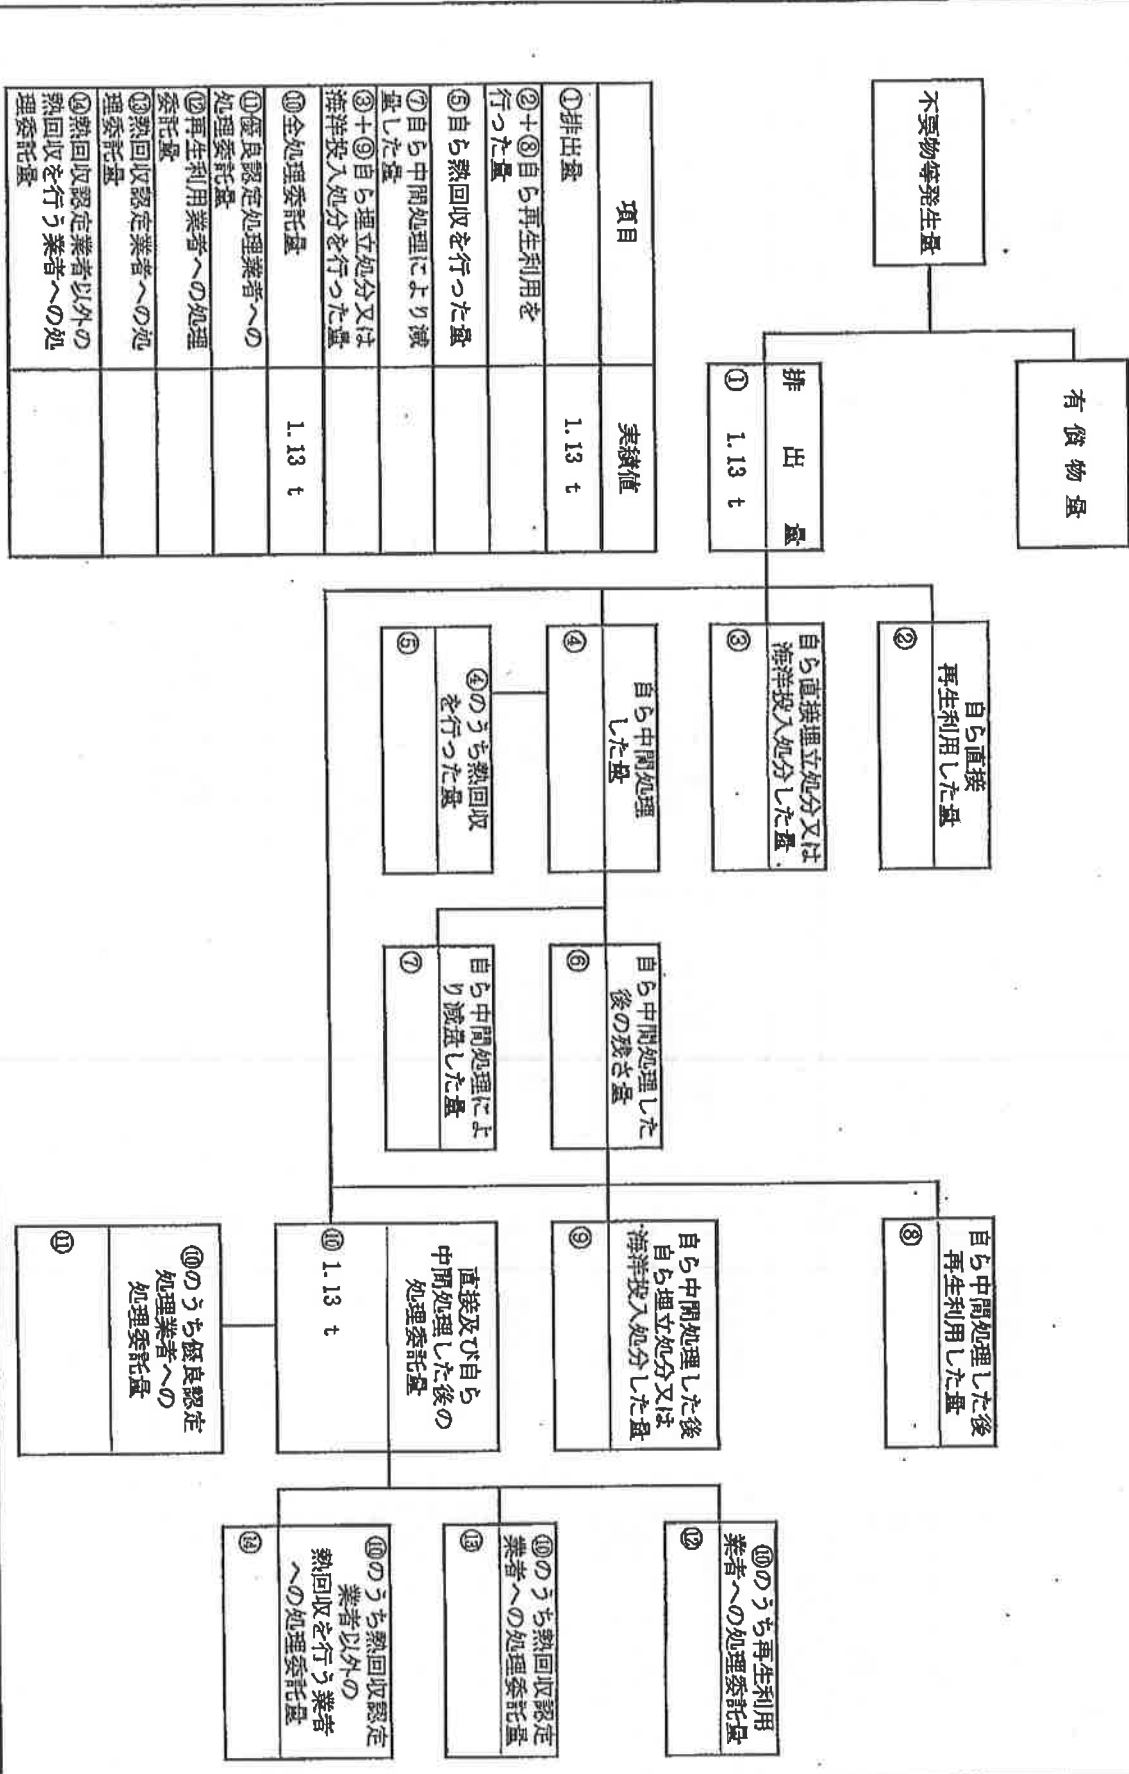 不要物等発生量
有償物量
排出量
① 1.13 t
自ら直接
再生利用した量
②
自ら直接埋立処分又は
海洋投入処分した量
③
自ら中間処理
した量
④
④のうち熱回収
を行った量
⑤
自ら中間処理した
後の残さ量
⑥
自ら中間処理によ
り減量した量
⑦
自ら中間処理した後
再生利用した量
⑧
自ら中間処理した後
自ら埋立処分又は
海洋投入処分した量
⑨
直接及び自ら
中間処理した後の
処理委託量
⑩ 1.13 t
⑩のうち優良認定
処理業者への
処理委託量
⑪
⑩のうち再生利用
業者への処理委託量
⑫
⑩のうち熱回収認定
業者への処理委託量
⑬
⑩のうち熱回収認定
業者以外の
熱回収を行う業者
への処理委託量
⑭
項目 実績値
①排出量 1.13 t
②+⑧自ら再生利用を
行った量
⑤自ら熱回収を行った量
⑦自ら中間処理により減
量した量
③+⑨自ら埋立処分又は
海洋投入処分を行った量
⑩全処理委託量 1.13 t
⑪優良認定処理業者への
処理委託量
⑫再生利用業者への処理
委託量
⑬熱回収認定業者への処
理委託量
⑭熱回収認定業者以外の
熱回収を行う業者への処
理委託量